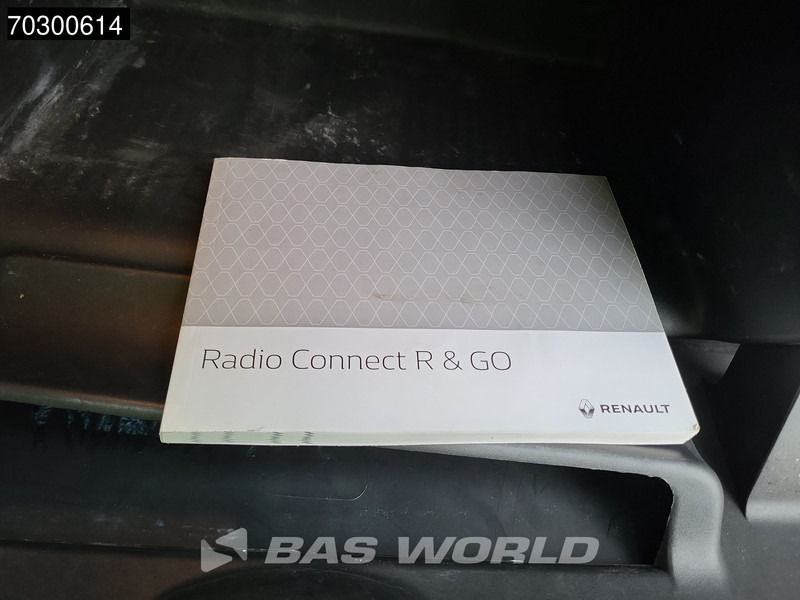 70300614
Radio Connect R & GO
RENAULT
BAS WORLD